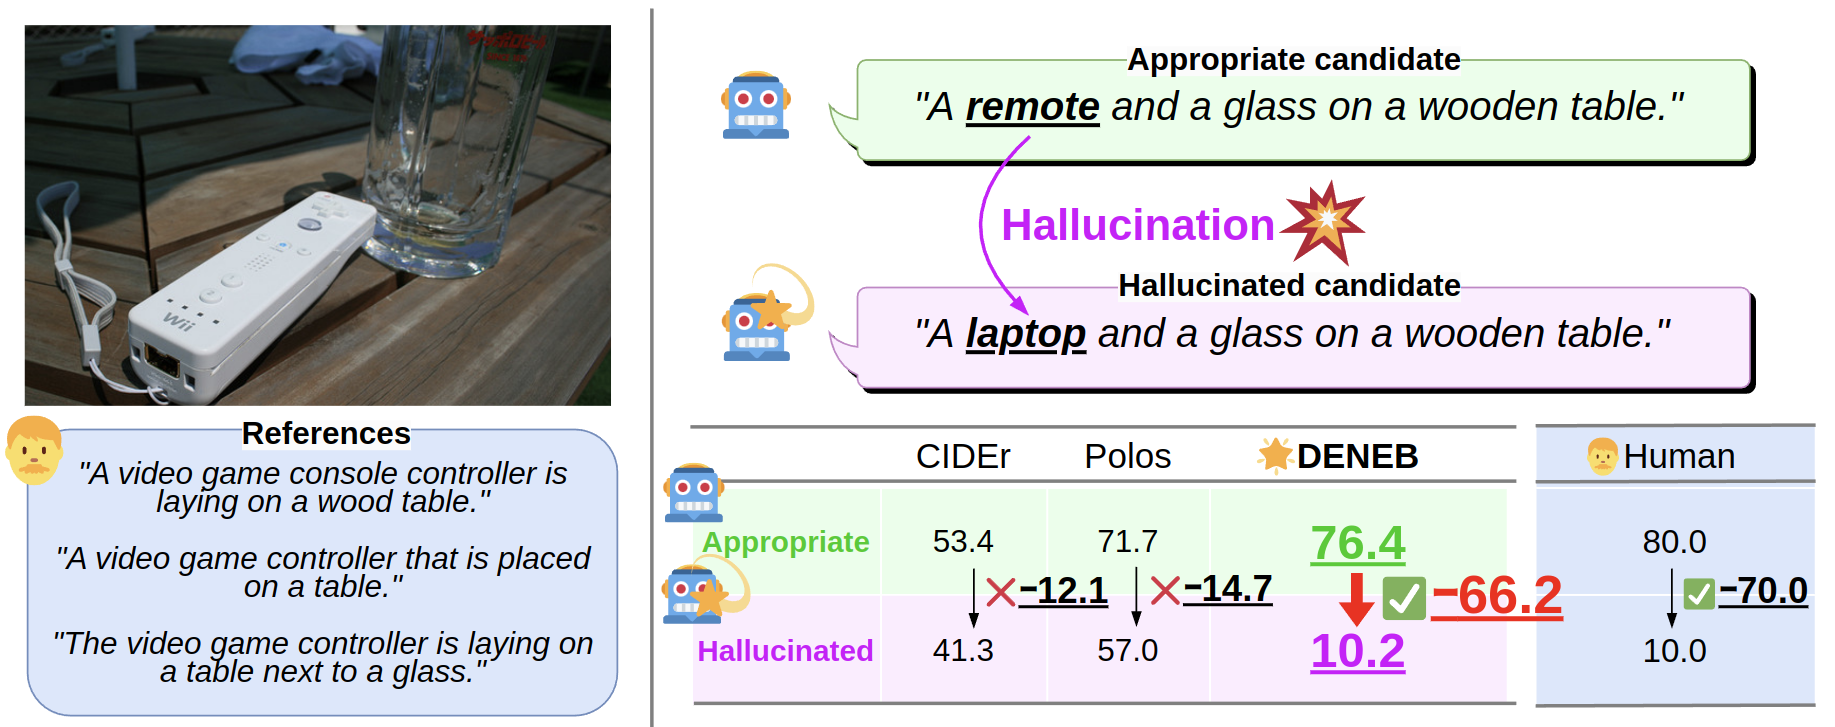 Wii
References
"A video game console controller is
laying on a wood table."
"A video game controller that is placed
on a table."
"The video game controller is laying on
a table next to a glass."
Appropriate candidate
"A remote and a glass on a wooden table."
Hallucination
Hallucinated candidate
"A laptop and a glass on a wooden table."
CIDEr Polos DENEB Human
Appropriate 53.4 71.7 76.4 80.0
−12.1 −14.7 −66.2 −70.0
Hallucinated 41.3 57.0 10.2 10.0